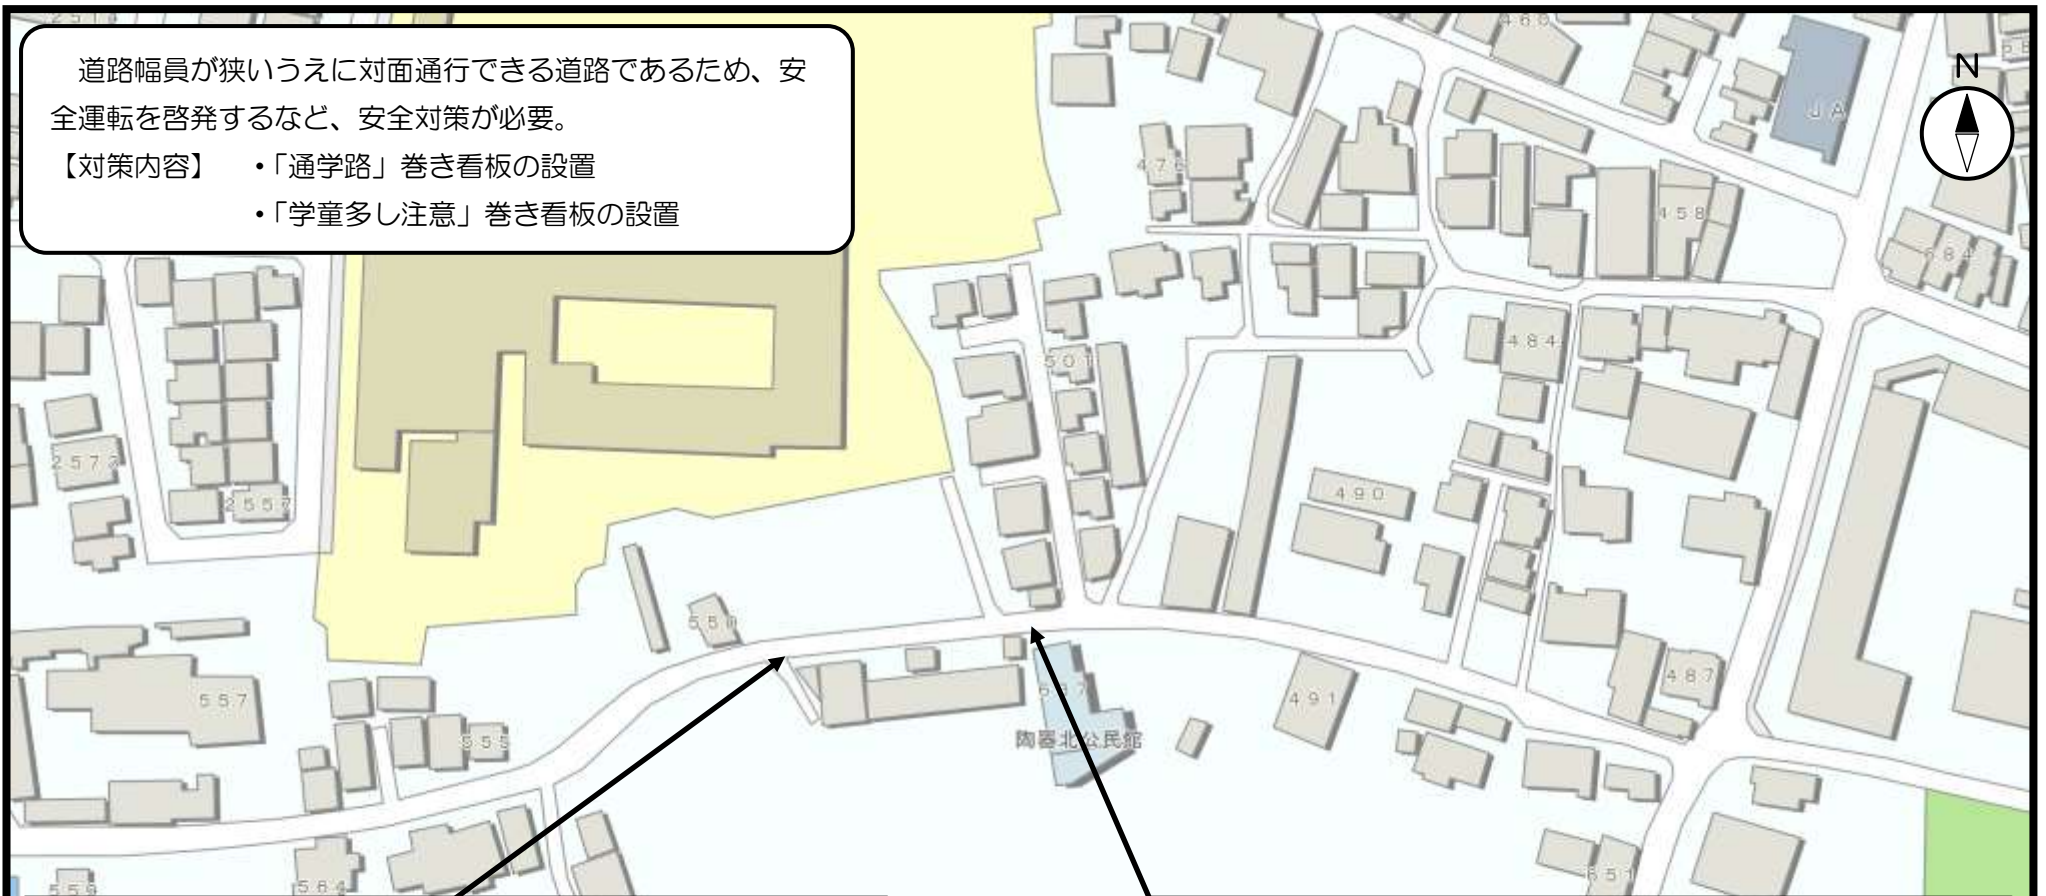 道路幅員が狭いうえに対面通行できる道路であるため、安
全運転を啓発するなど、安全対策が必要。
【対策内容】　・「通学路」巻き看板の設置
・「学童多し注意」巻き看板の設置
N
JA
476
458
684
501
484
2573
2557
490
559
557
555
687
陶器北公民館
491
487
559
564
651